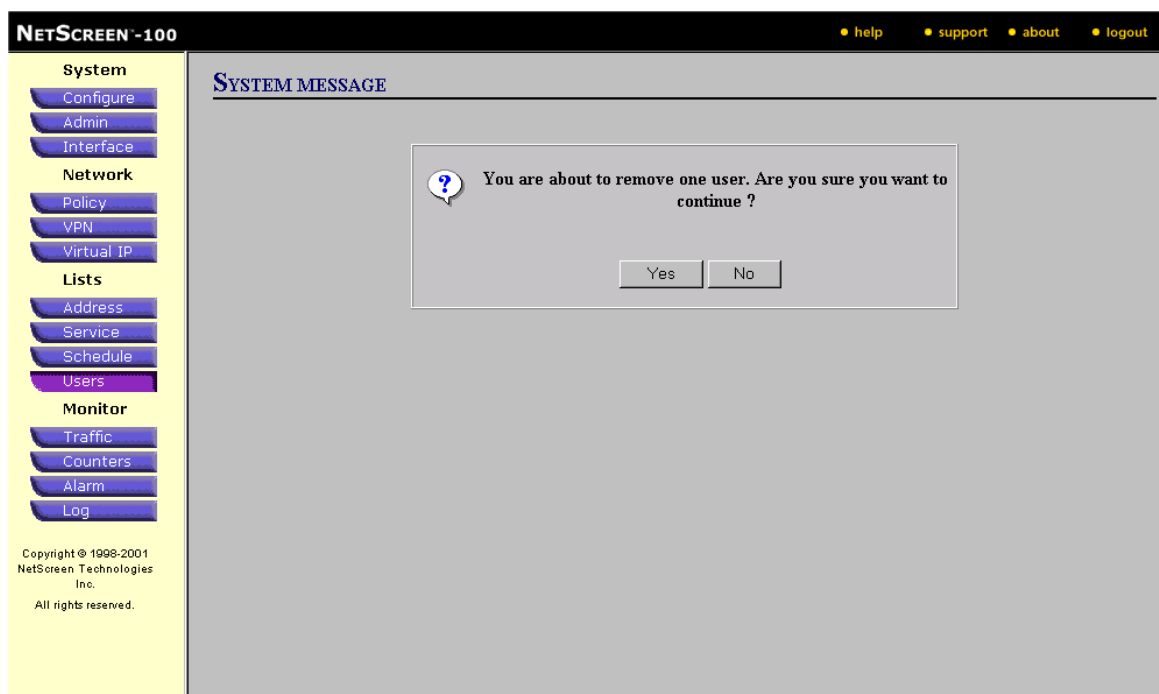 NETSCREEN-100
help support about logout
System
Configure
Admin
Interface
Network
Policy
VPN
Virtual IP
Lists
Address
Service
Schedule
Users
Monitor
Traffic
Counters
Alarm
Log
Copyright © 1998-2001
NetScreen Technologies
Inc.
All rights reserved.
SYSTEM MESSAGE
You are about to remove one user. Are you sure you want to
continue ?
Yes No